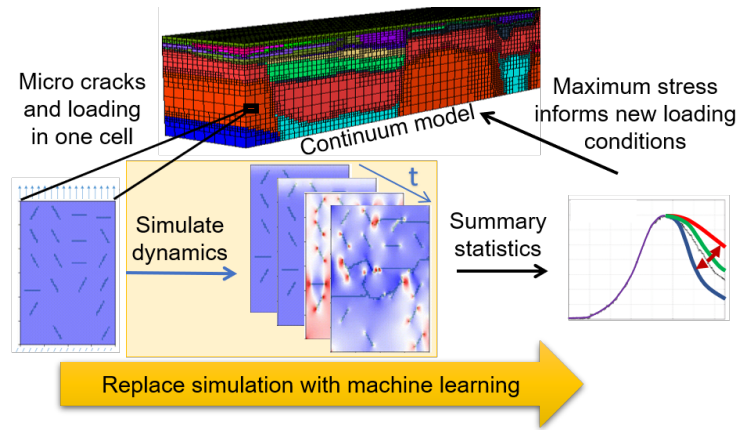 Micro cracks
and loading
in one cell
Continuum model
Maximum stress
informs new loading
conditions
Simulate
dynamics
t
Summary
statistics
Replace simulation with machine learning